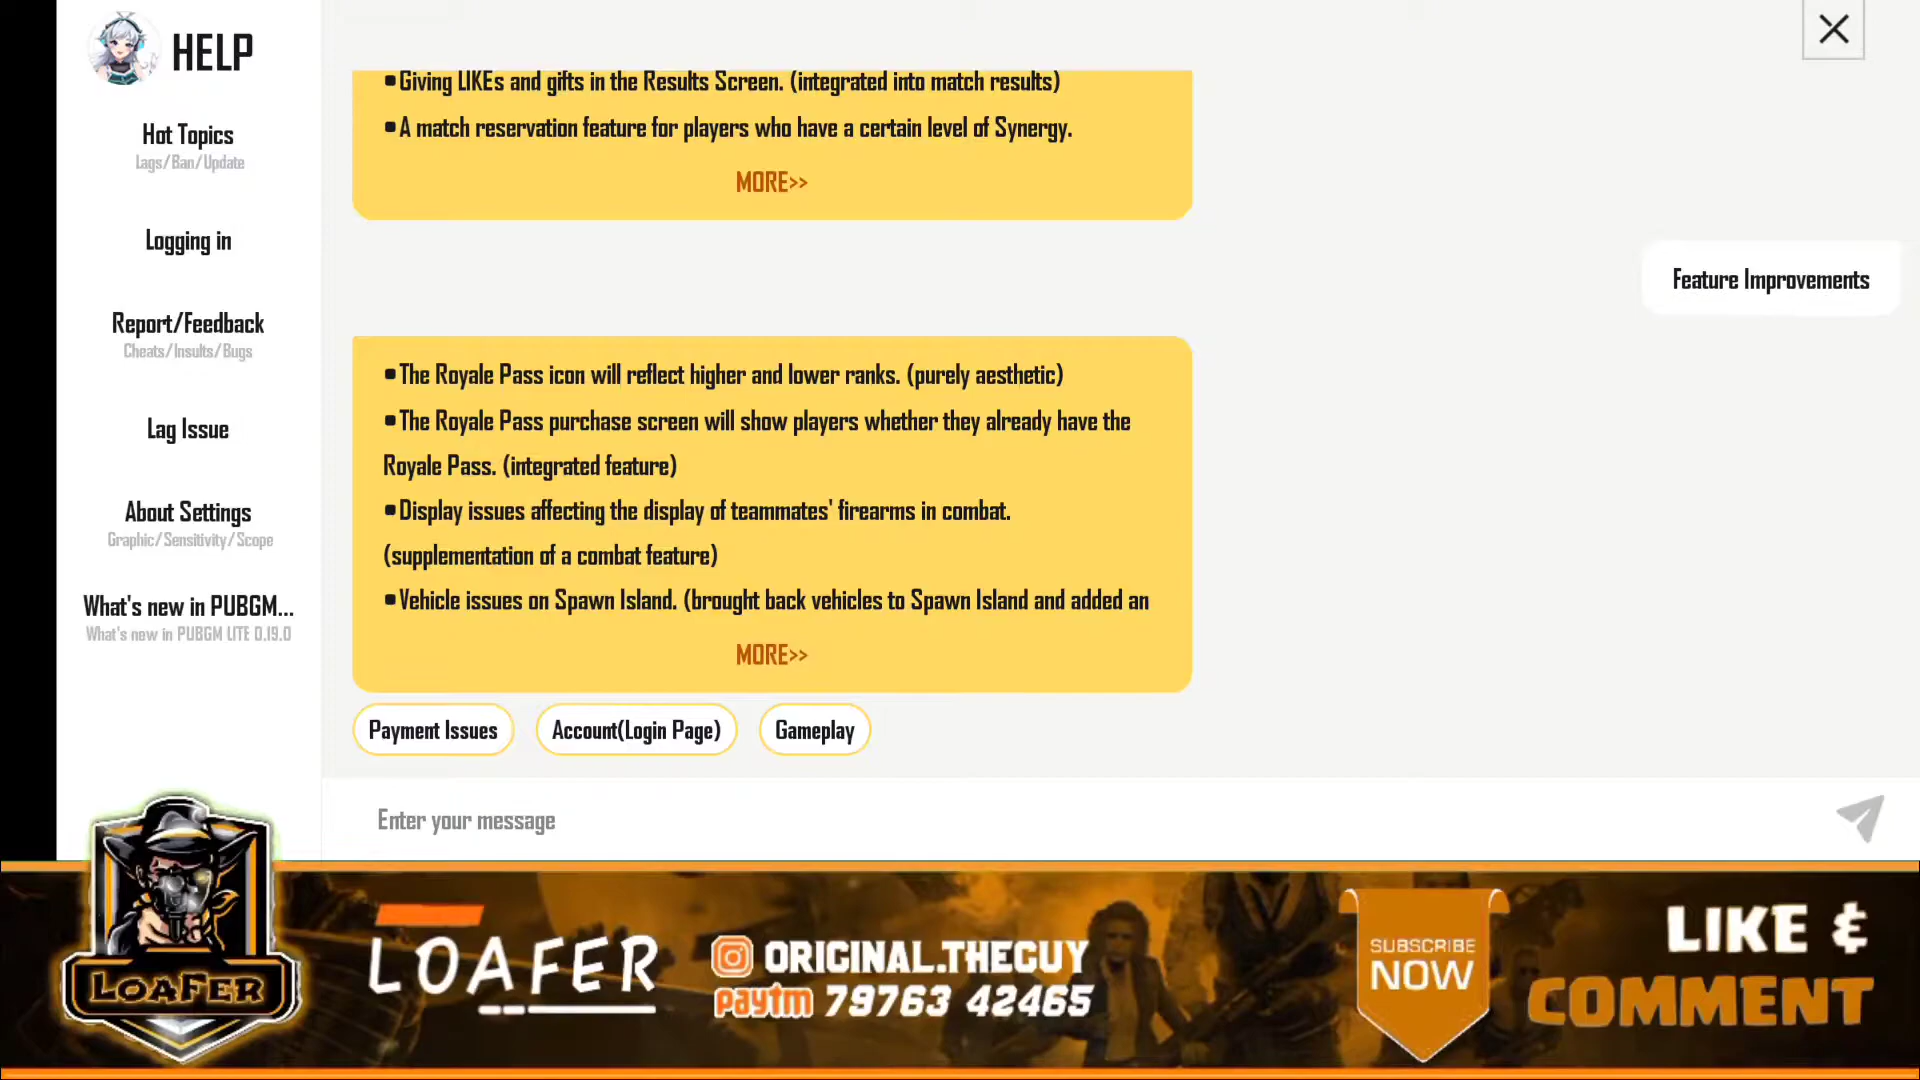 HELP
Hot Topics
Lags/Ban/Update
Logging in
Report/Feedback
Cheats/Insults/Bugs
Lag Issue
About Settings
Graphic/Sensitivity/Scope
What's new in PUBGM...
What's new in PUBGM LITE 0.19.0
▪Giving LIKEs and gifts in the Results Screen. (integrated into match results)
▪A match reservation feature for players who have a certain level of Synergy.
MORE>>
Feature Improvements
▪The Royale Pass icon will reflect higher and lower ranks. (purely aesthetic)
▪The Royale Pass purchase screen will show players whether they already have the
Royale Pass. (integrated feature)
▪Display issues affecting the display of teammates' firearms in combat.
(supplementation of a combat feature)
▪Vehicle issues on Spawn Island. (brought back vehicles to Spawn Island and added an
MORE>>
Payment Issues
Account(Login Page)
Gameplay
Enter your message
LOAFER
LOAFER
ORIGINAL.THEGUY
paytm 79763 42465
SUBSCRIBE
NOW
LIKE &
COMMENT